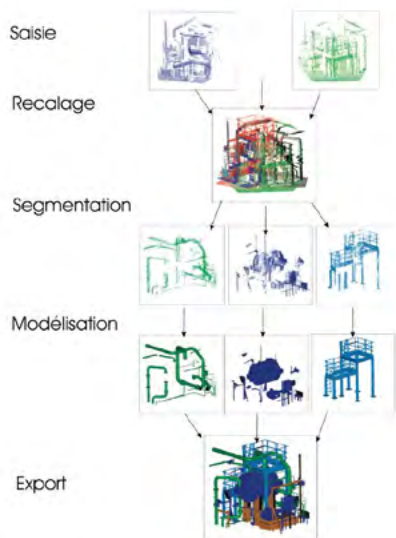 Saisie
Recalage
Segmentation
Modélisation
Export